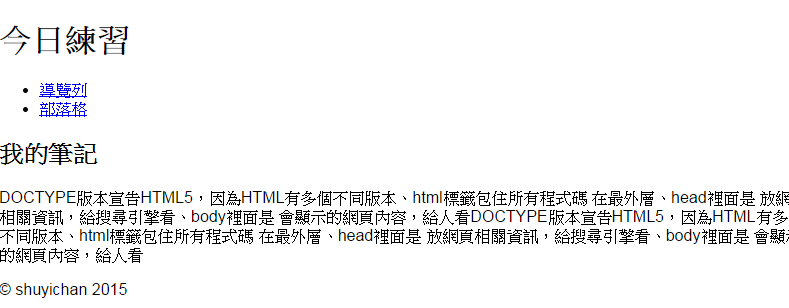 今日練習
導覽列
部落格
我的筆記
DOCTYPE版本宣告HTML5，因為HTML有多個不同版本、html標籤包住所有程式碼 在最外層、head裡面是 放網
相關資訊，給搜尋引擎看、body裡面是 會顯示的網頁內容，給人看DOCTYPE版本宣告HTML5，因為HTML有多
不同版本、html標籤包住所有程式碼 在最外層、head裡面是 放網頁相關資訊，給搜尋引擎看、body裡面是 會顯
的網頁內容，給人看
© shuyichan 2015